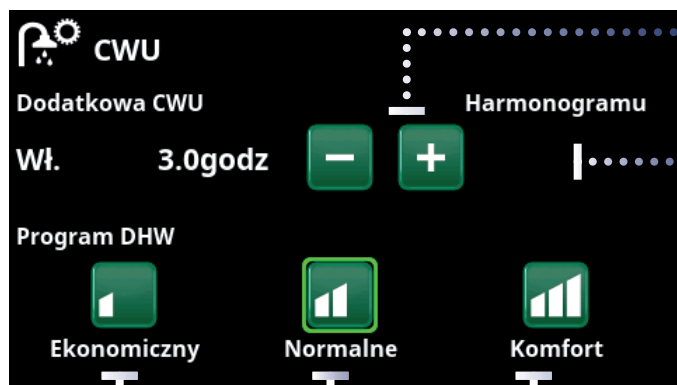 CWU
Dodatkowa CWU Harmonogramu
Wł. 3.0godz − +
Program DHW
Ekonomiczny Normalne Komfort